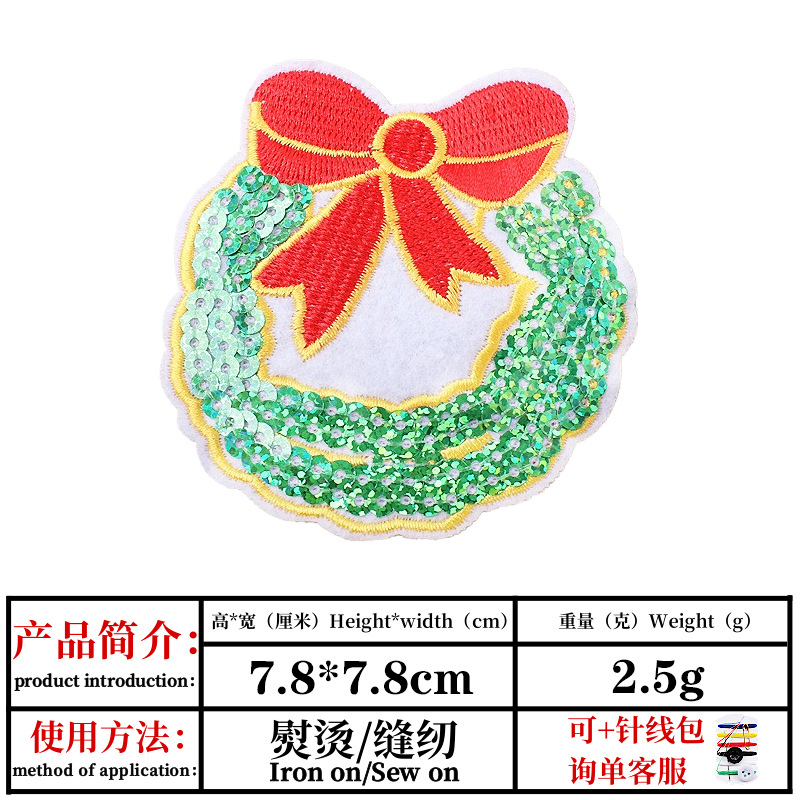 产品简介：
product introduction：
高*宽（厘米）Height*width（cm）
重量（克）Weight（g）
7.8*7.8cm
2.5g
使用方法：
method of application：
熨烫/缝纫
Iron on/Sew on
可+针线包
询单客服